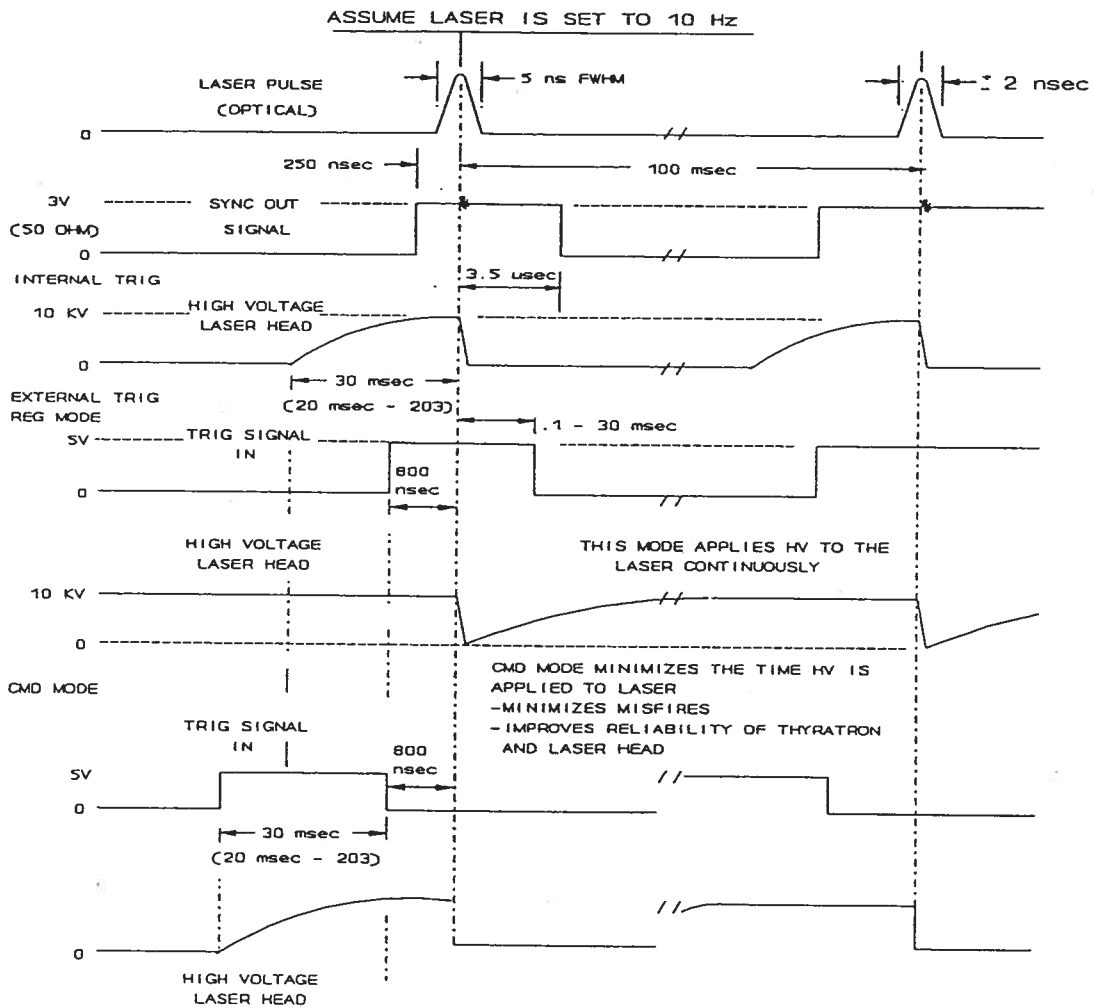 ASSUME LASER IS SET TO 10 Hz
LASER PULSE
(OPTICAL)
5 ns FWHM
± 2 nsec
0
250 nsec
100 msec
3V
SYNC OUT
(50 OHM)
SIGNAL
0
INTERNAL TRIG
3.5 usec
10 KV
HIGH VOLTAGE
LASER HEAD
0
30 msec
(20 msec - 203)
EXTERNAL TRIG
REG MODE
.1 - 30 msec
5V
TRIG SIGNAL
IN
800
nsec
0
HIGH VOLTAGE
LASER HEAD
THIS MODE APPLIES HV TO THE
LASER CONTINUOUSLY
10 KV
0
CMD MODE
CMD MODE MINIMIZES THE TIME HV IS
APPLIED TO LASER
-MINIMIZES MISFIRES
-IMPROVES RELIABILITY OF THYRATRON
AND LASER HEAD
TRIG SIGNAL
IN
800
nsec
5V
0
30 msec
(20 msec - 203)
0
HIGH VOLTAGE
LASER HEAD